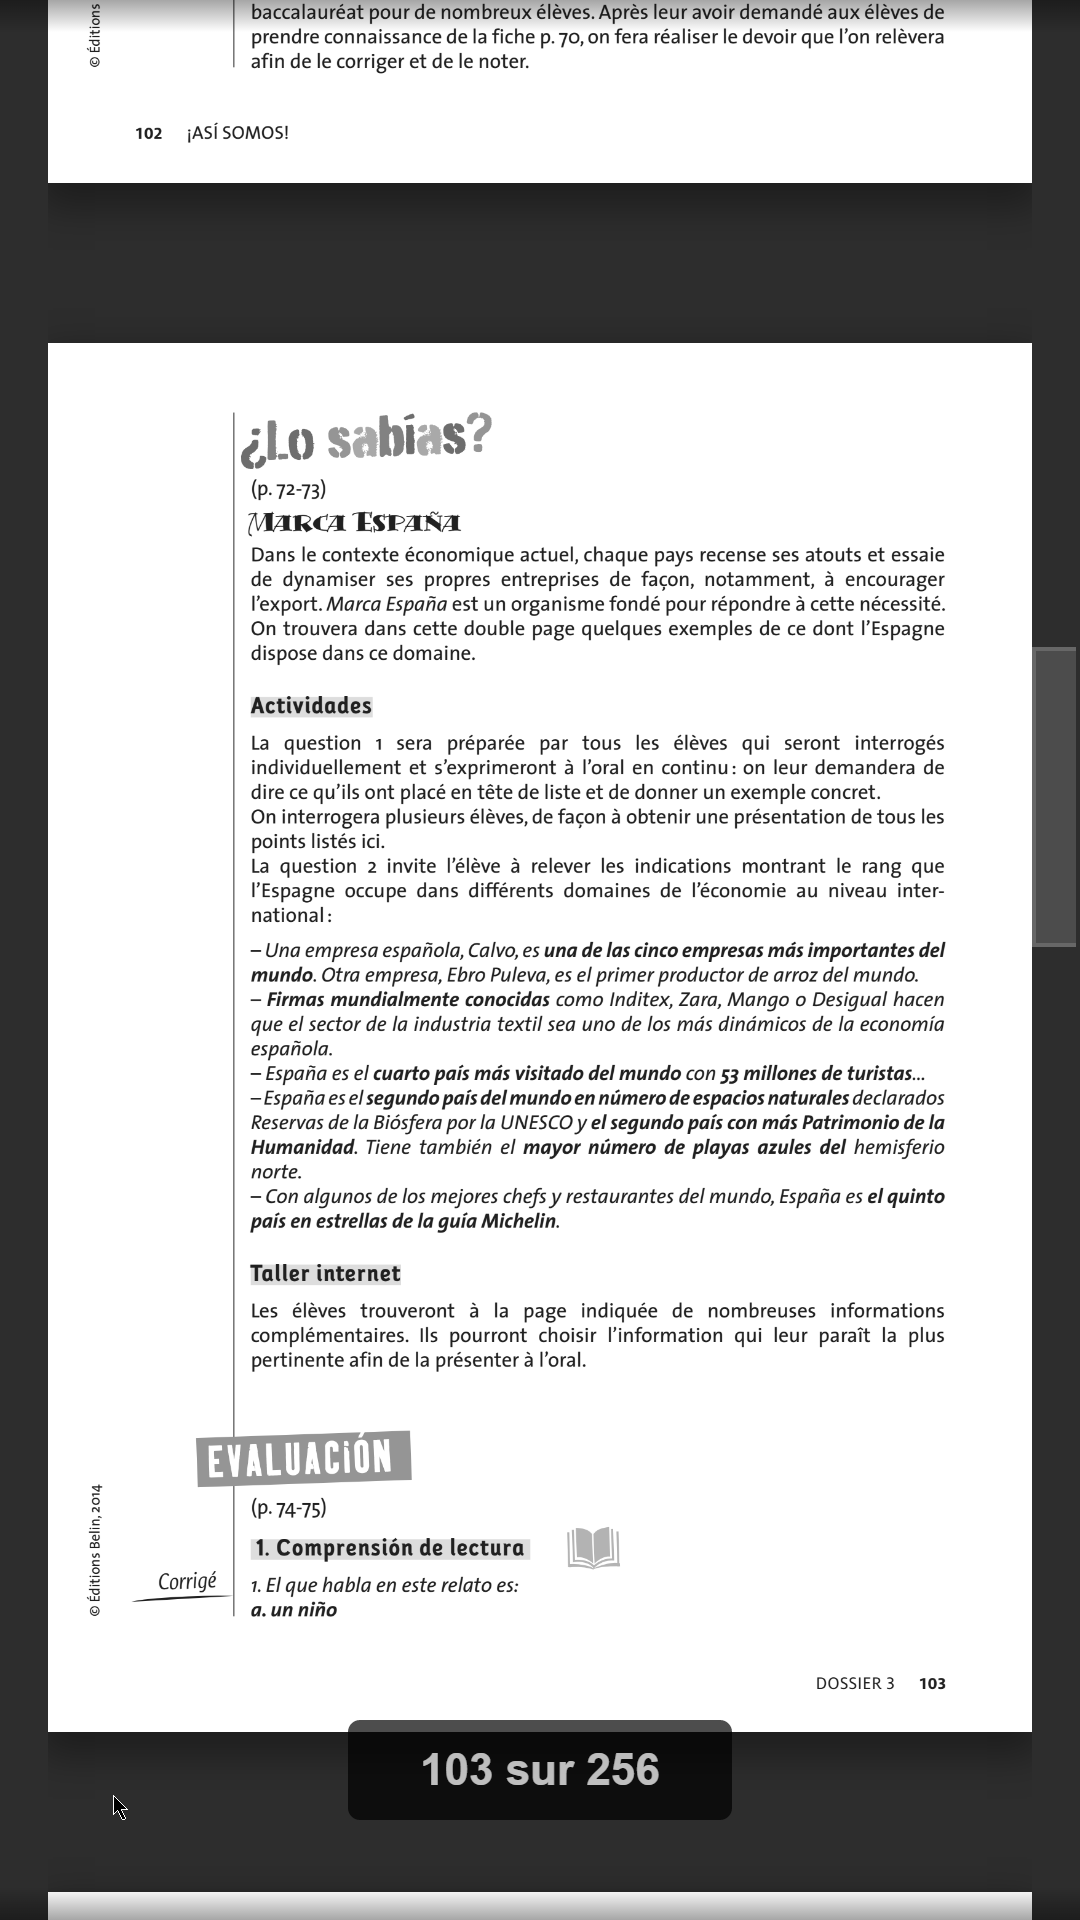 © Éditions
baccalauréat pour de nombreux élèves. Après leur avoir demandé aux élèves de
prendre connaissance de la fiche p. 70, on fera réaliser le devoir que l’on relèvera
afin de le corriger et de le noter.
102 ¡ASÍ SOMOS!
¿Lo sabías?
(p. 72-73)
MARCA ESPAÑA
Dans le contexte économique actuel, chaque pays recense ses atouts et essaie
de dynamiser ses propres entreprises de façon, notamment, à encourager
l’export. Marca España est un organisme fondé pour répondre à cette nécessité.
On trouvera dans cette double page quelques exemples de ce dont l’Espagne
dispose dans ce domaine.
Actividades
La question 1 sera préparée par tous les élèves qui seront interrogés
individuellement et s’exprimeront à l’oral en continu : on leur demandera de
dire ce qu’ils ont placé en tête de liste et de donner un exemple concret.
On interrogera plusieurs élèves, de façon à obtenir une présentation de tous les
points listés ici.
La question 2 invite l’élève à relever les indications montrant le rang que
l’Espagne occupe dans différents domaines de l’économie au niveau inter-
national :
– Una empresa española, Calvo, es una de las cinco empresas más importantes del
mundo. Otra empresa, Ebro Puleva, es el primer productor de arroz del mundo.
– Firmas mundialmente conocidas como Inditex, Zara, Mango o Desigual hacen
que el sector de la industria textil sea uno de los más dinámicos de la economía
española.
– España es el cuarto país más visitado del mundo con 53 millones de turistas...
– España es el segundo país del mundo en número de espacios naturales declarados
Reservas de la Biósfera por la UNESCO y el segundo país con más Patrimonio de la
Humanidad. Tiene también el mayor número de playas azules del hemisferio
norte.
– Con algunos de los mejores chefs y restaurantes del mundo, España es el quinto
país en estrellas de la guía Michelin.
Taller internet
Les élèves trouveront à la page indiquée de nombreuses informations
complémentaires. Ils pourront choisir l’information qui leur paraît la plus
pertinente afin de la présenter à l’oral.
EVALUACIÓN
(p. 74-75)
1. Comprensión de lectura
Corrigé
1. El que habla en este relato es:
a. un niño
© Éditions Belin, 2014
DOSSIER 3 103
103 sur 256